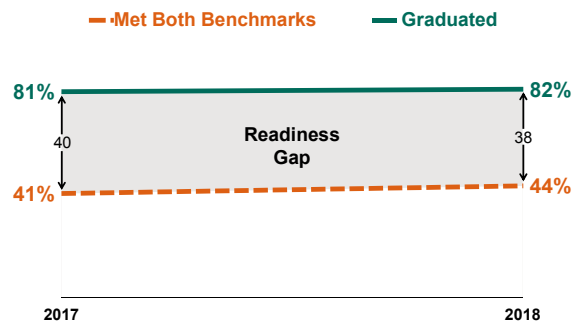 Met Both Benchmarks Graduated
81% 82%
40 38
Readiness
Gap
41% 44%
2017 2018